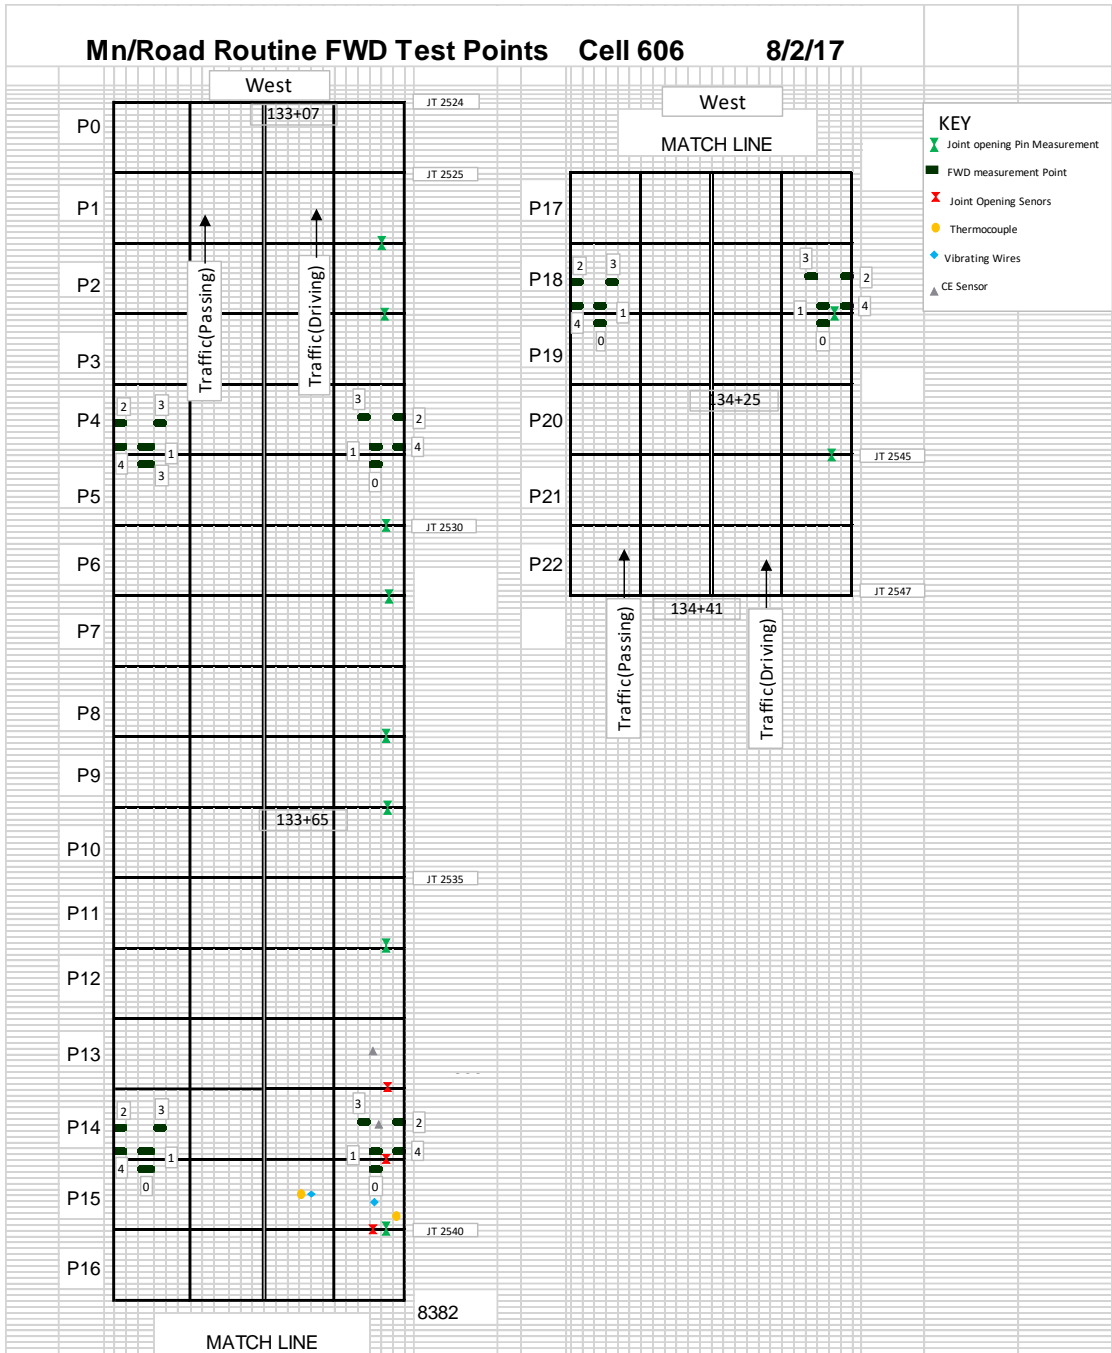 Mn/Road Routine FWD Test Points Cell 606 8/2/17
West
133+07
JT 2524
P0
JT 2525
P1
Traffic(Passing)
Traffic(Driving)
P2
P3
2
3
3
P4
2
1
1
4
4
3
0
P5
JT 2530
P6
P7
P8
P9
133+65
P10
JT 2535
P11
P12
P13
2
3
3
P14
2
1
1
4
4
0
0
P15
JT 2540
P16
8382
MATCH LINE
West
MATCH LINE
P17
2
3
3
P18
2
1
1
4
4
0
0
P19
134+25
P20
JT 2545
P21
P22
JT 2547
134+41
Traffic(Passing)
Traffic(Driving)
KEY
Joint opening Pin Measurement
FWD measurement Point
Joint Opening Senors
Thermocouple
Vibrating Wires
CE Sensor